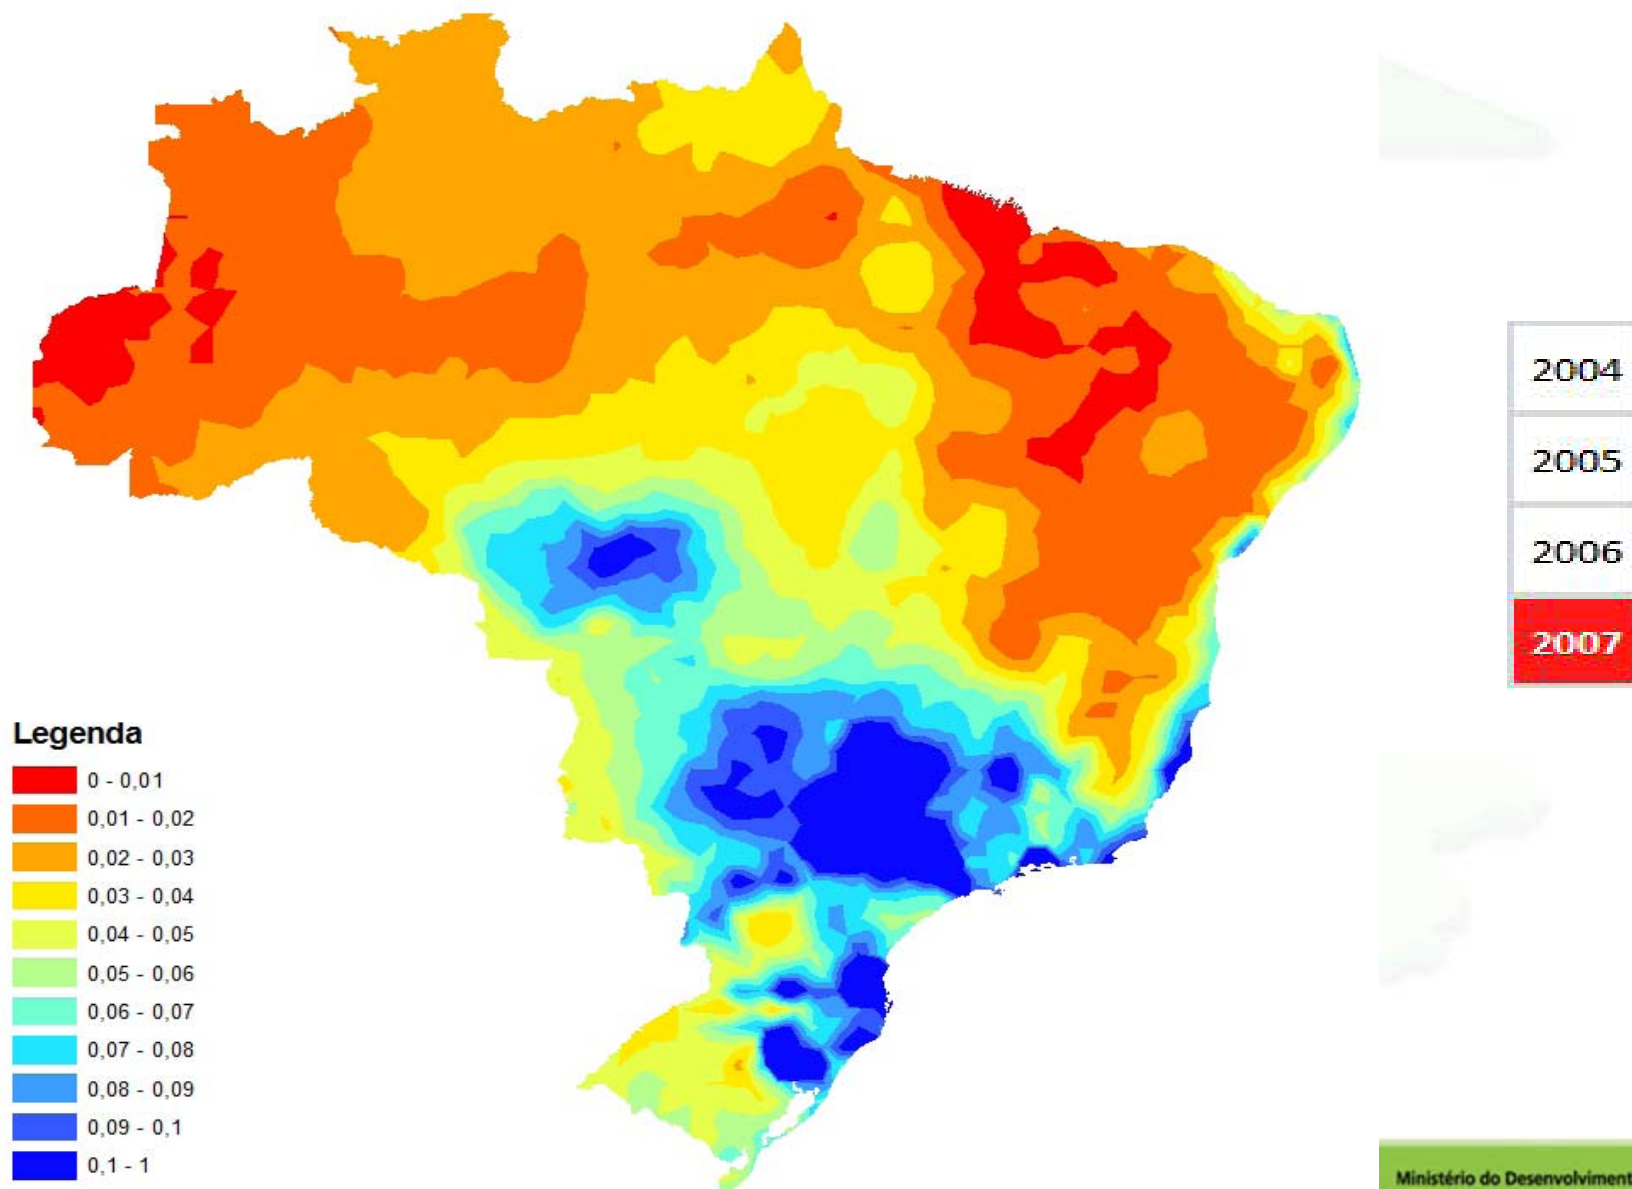 2004
2005
2006
2007
Legenda
0 - 0,01
0,01 - 0,02
0,02 - 0,03
0,03 - 0,04
0,04 - 0,05
0,05 - 0,06
0,06 - 0,07
0,07 - 0,08
0,08 - 0,09
0,09 - 0,1
0,1 - 1
Ministério do Desenvolviment